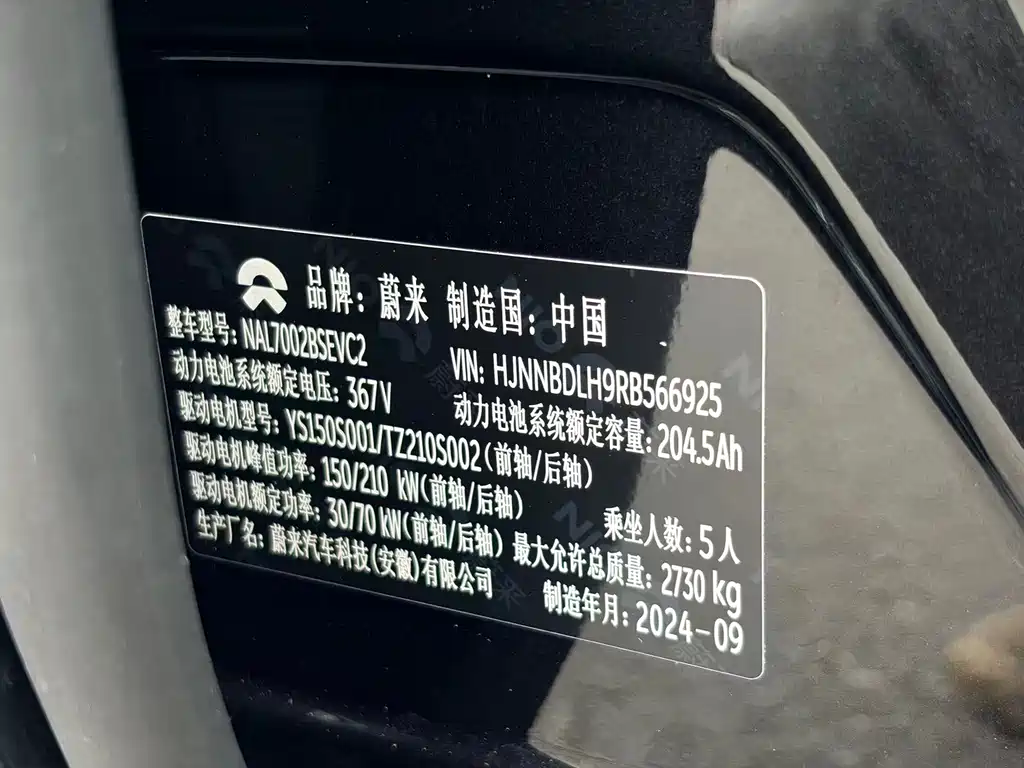 品牌: 蔚来 制造国: 中国
整车型号: NAL7002BSEVC2 VIN: HJNNBDLH9RB566925
动力电池系统额定电压: 367V 动力电池系统额定容量: 204.5Ah
驱动电机型号: YS150S001/TZ210S002(前轴/后轴)
驱动电机峰值功率: 150/210 kW(前轴/后轴) 乘坐人数: 5人
驱动电机额定功率: 30/70 kW(前轴/后轴) 最大允许总质量: 2730 kg
生产厂名: 蔚来汽车科技(安徽)有限公司 制造年月: 2024-09